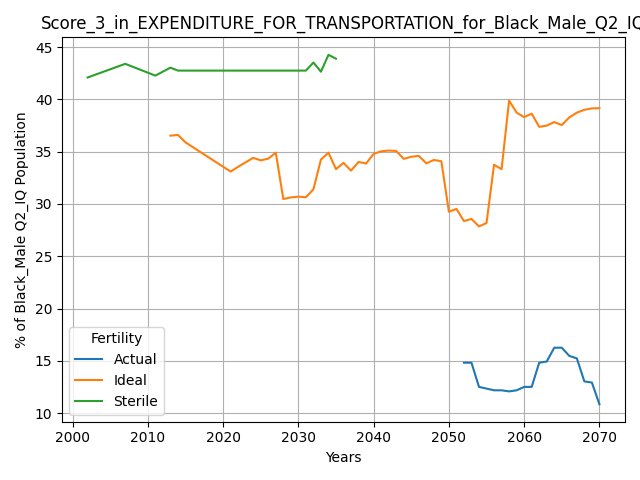 Score_3_in_EXPENDITURE_FOR_TRANSPORTATION_for_Black_Male_Q2_IQ
% of Black_Male Q2_IQ Population
45
40
35
30
25
20
15
10
Fertility
Actual
Ideal
Sterile
2000 2010 2020 2030 2040 2050 2060 2070
Years